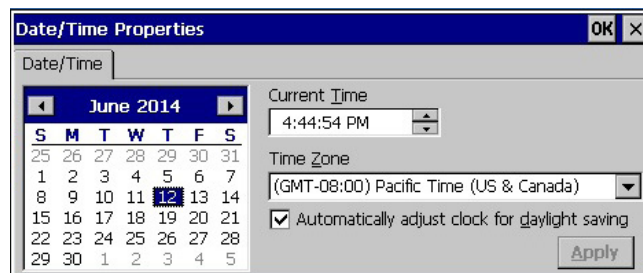 Date/Time Properties OK ×
Date/Time
June 2014
S M T W T F S
25 26 27 28 29 30 31
1 2 3 4 5 6 7
8 9 10 11 12 13 14
15 16 17 18 19 20 21
22 23 24 25 26 27 28
29 30 1 2 3 4 5
Current Time
4:44:54 PM
Time Zone
(GMT-08:00) Pacific Time (US & Canada)
Automatically adjust clock for daylight saving
Apply